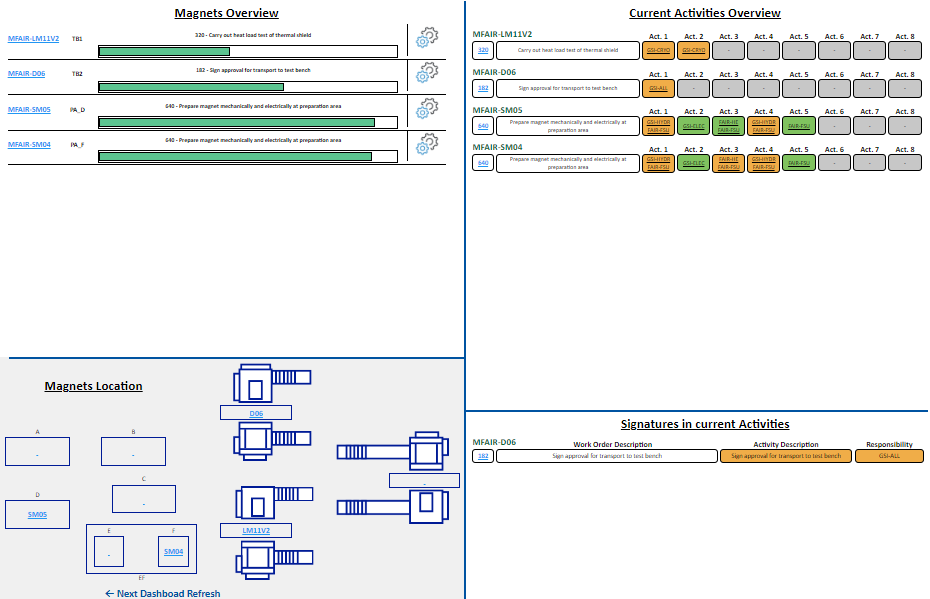 Magnets Overview
MFAIR-LM11V2 TB1 320 - Carry out heat load test of thermal shield
MFAIR-D06 TB2 182 - Sign approval for transport to test bench
MFAIR-SM05 PA_D 640 - Prepare magnet mechanically and electrically at preparation area
MFAIR-SM04 PA_F 640 - Prepare magnet mechanically and electrically at preparation area
Current Activities Overview
MFAIR-LM11V2 Act. 1 Act. 2 Act. 3 Act. 4 Act. 5 Act. 6 Act. 7 Act. 8
320 Carry out heat load test of thermal shield GSI-CRYO GSI-CRYO - - - - - -
MFAIR-D06 Act. 1 Act. 2 Act. 3 Act. 4 Act. 5 Act. 6 Act. 7 Act. 8
182 Sign approval for transport to test bench GSI-ALL - - - - - - -
MFAIR-SM05 Act. 1 Act. 2 Act. 3 Act. 4 Act. 5 Act. 6 Act. 7 Act. 8
Prepare magnet mechanically and electrically at GSI-HYDR FAIR-HE GSI-HYDR
640 GSI-ELEC FAIR-FSU - - -
preparation area FAIR-FSU FAIR-FSU FAIR-FSU
MFAIR-SM04 Act. 1 Act. 2 Act. 3 Act. 4 Act. 5 Act. 6 Act. 7 Act. 8
Prepare magnet mechanically and electrically at GSI-HYDR FAIR-HE GSI-HYDR
640 GSI-ELEC FAIR-FSU - - -
preparation area FAIR-FSU FAIR-FSU FAIR-FSU
Magnets Location
D06
A B
- -
-
C
D
-
SM05
LM11V2
E F
- SM04
EF
← Next Dashboad Refresh
Signatures in current Activities
MFAIR-D06 Work Order Description Activity Description Responsibility
182 Sign approval for transport to test bench Sign approval for transport to test bench GSI-ALL